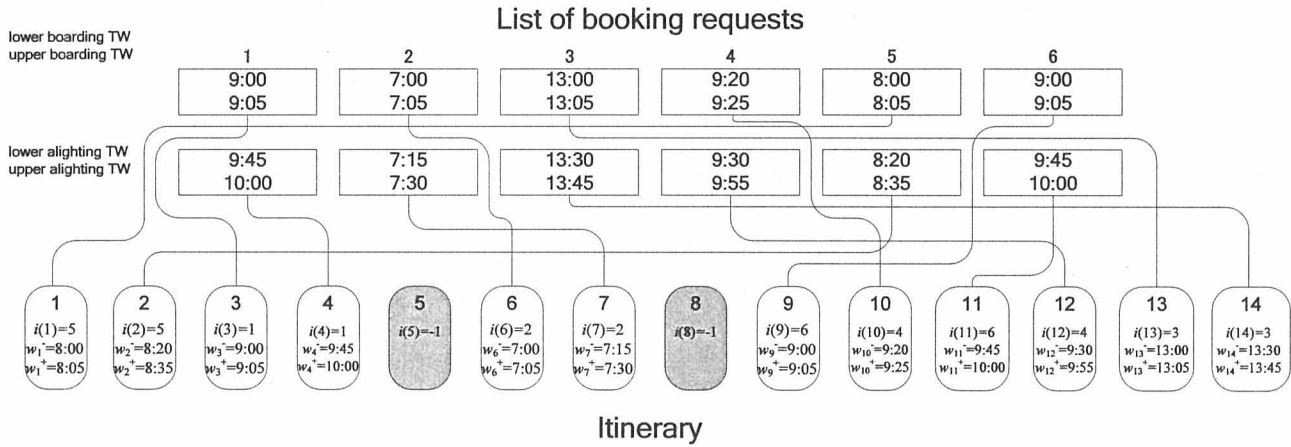 List of booking requests
lower boarding TW
upper boarding TW
1 2 3 4 5 6
9:00 7:00 13:00 9:20 8:00 9:00
9:05 7:05 13:05 9:25 8:05 9:05
lower alighting TW
upper alighting TW
9:45 7:15 13:30 9:30 8:20 9:45
10:00 7:30 13:45 9:55 8:35 10:00
1 2 3 4 5 6 7 8 9 10 11 12 13 14
i(1)=5 i(2)=5 i(3)=1 i(4)=1 i(5)=-1 i(6)=2 i(7)=2 i(8)=-1 i(9)=6 i(10)=4 i(11)=6 i(12)=4 i(13)=3 i(14)=3
w₁⁻=8:00 w₂⁻=8:20 w₃⁻=9:00 w₄⁻=9:45 w₆⁻=7:00 w₇⁻=7:15 w₉⁻=9:00 w₁₀⁻=9:20 w₁₁⁻=9:45 w₁₂⁻=9:30 w₁₃⁻=13:00 w₁₄⁻=13:30
w₁⁺=8:05 w₂⁺=8:35 w₃⁺=9:05 w₄⁺=10:00 w₆⁺=7:05 w₇⁺=7:30 w₉⁺=9:05 w₁₀⁺=9:25 w₁₁⁺=10:00 w₁₂⁺=9:55 w₁₃⁺=13:05 w₁₄⁺=13:45
Itinerary